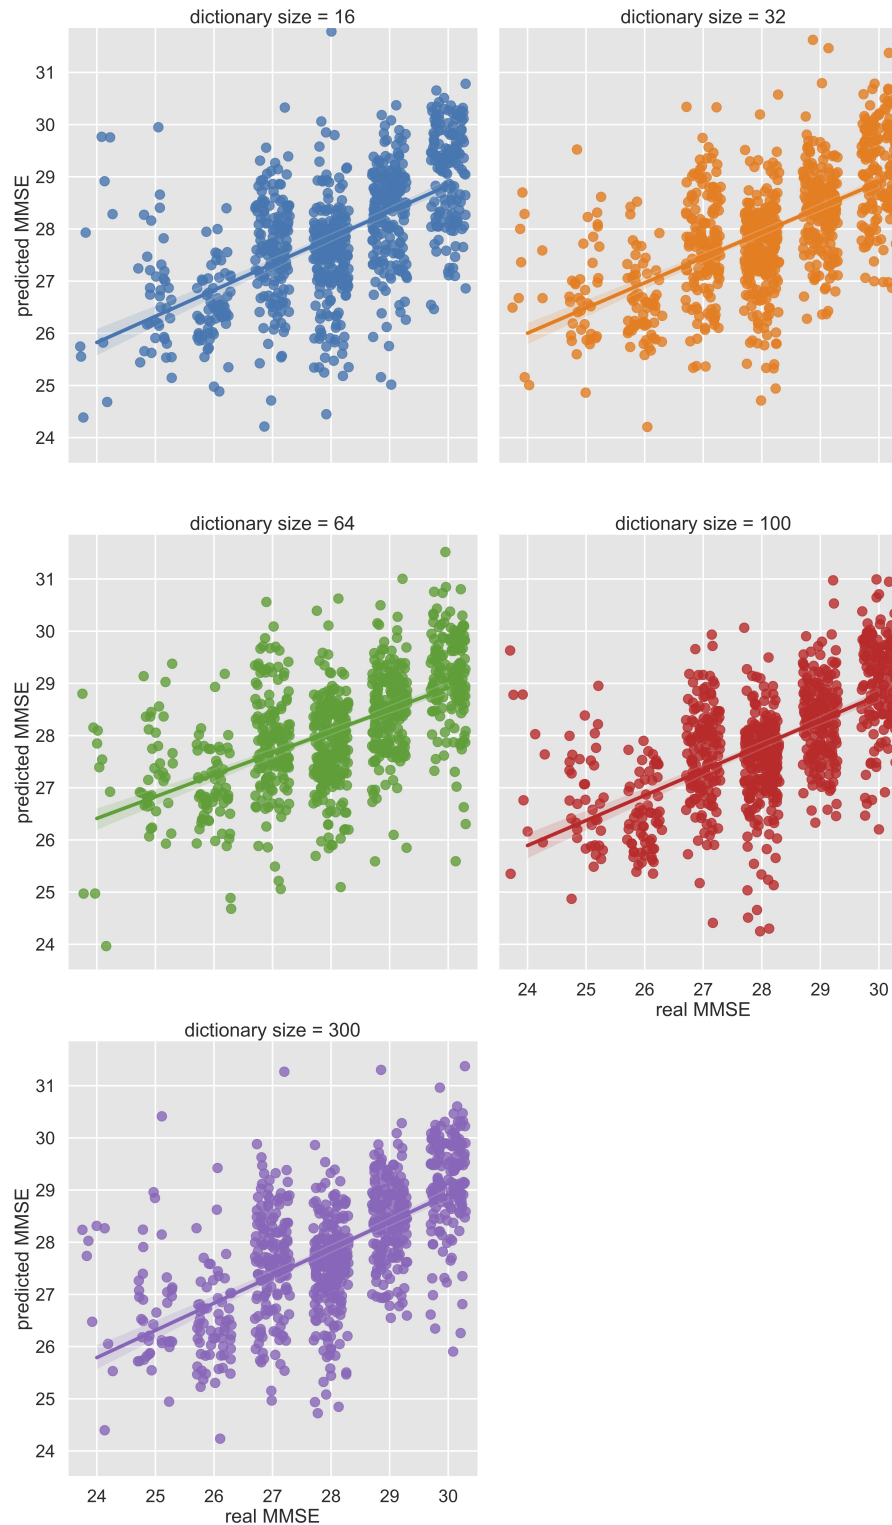 dictionary size = 16
dictionary size = 32
31
30
29
28
27
26
25
24
predicted MMSE
dictionary size = 64
dictionary size = 100
31
30
29
28
27
26
25
24
predicted MMSE
24 25 26 27 28 29 30
real MMSE
dictionary size = 300
31
30
29
28
27
26
25
24
predicted MMSE
24 25 26 27 28 29 30
real MMSE